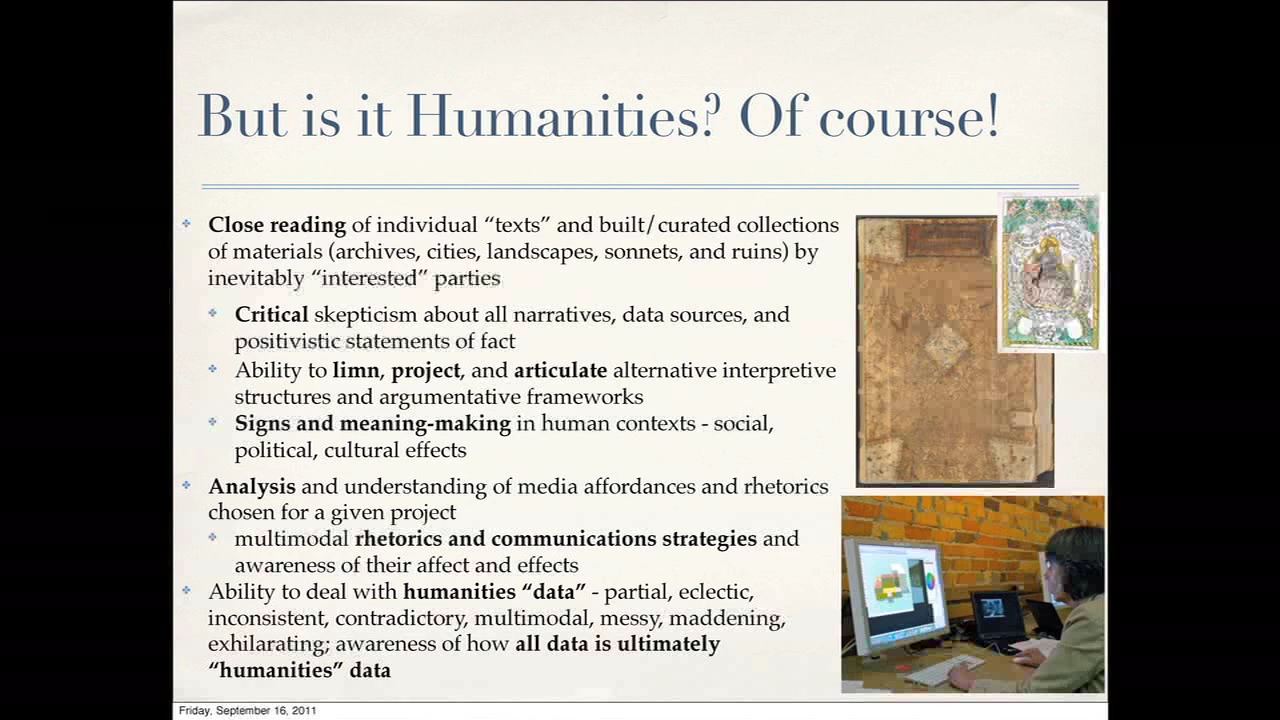 But is it Humanities? Of course!
Close reading of individual “texts” and built/curated collections
of materials (archives, cities, landscapes, sonnets, and ruins) by
inevitably “interested” parties
Critical skepticism about all narratives, data sources, and
positivistic statements of fact
Ability to limn, project, and articulate alternative interpretive
structures and argumentative frameworks
Signs and meaning-making in human contexts - social,
political, cultural effects
Analysis and understanding of media affordances and rhetorics
chosen for a given project
multimodal rhetorics and communications strategies and
awareness of their affect and effects
Ability to deal with humanities “data” - partial, eclectic,
inconsistent, contradictory, multimodal, messy, maddening,
exhilarating; awareness of how all data is ultimately
“humanities” data
Friday, September 16, 2011